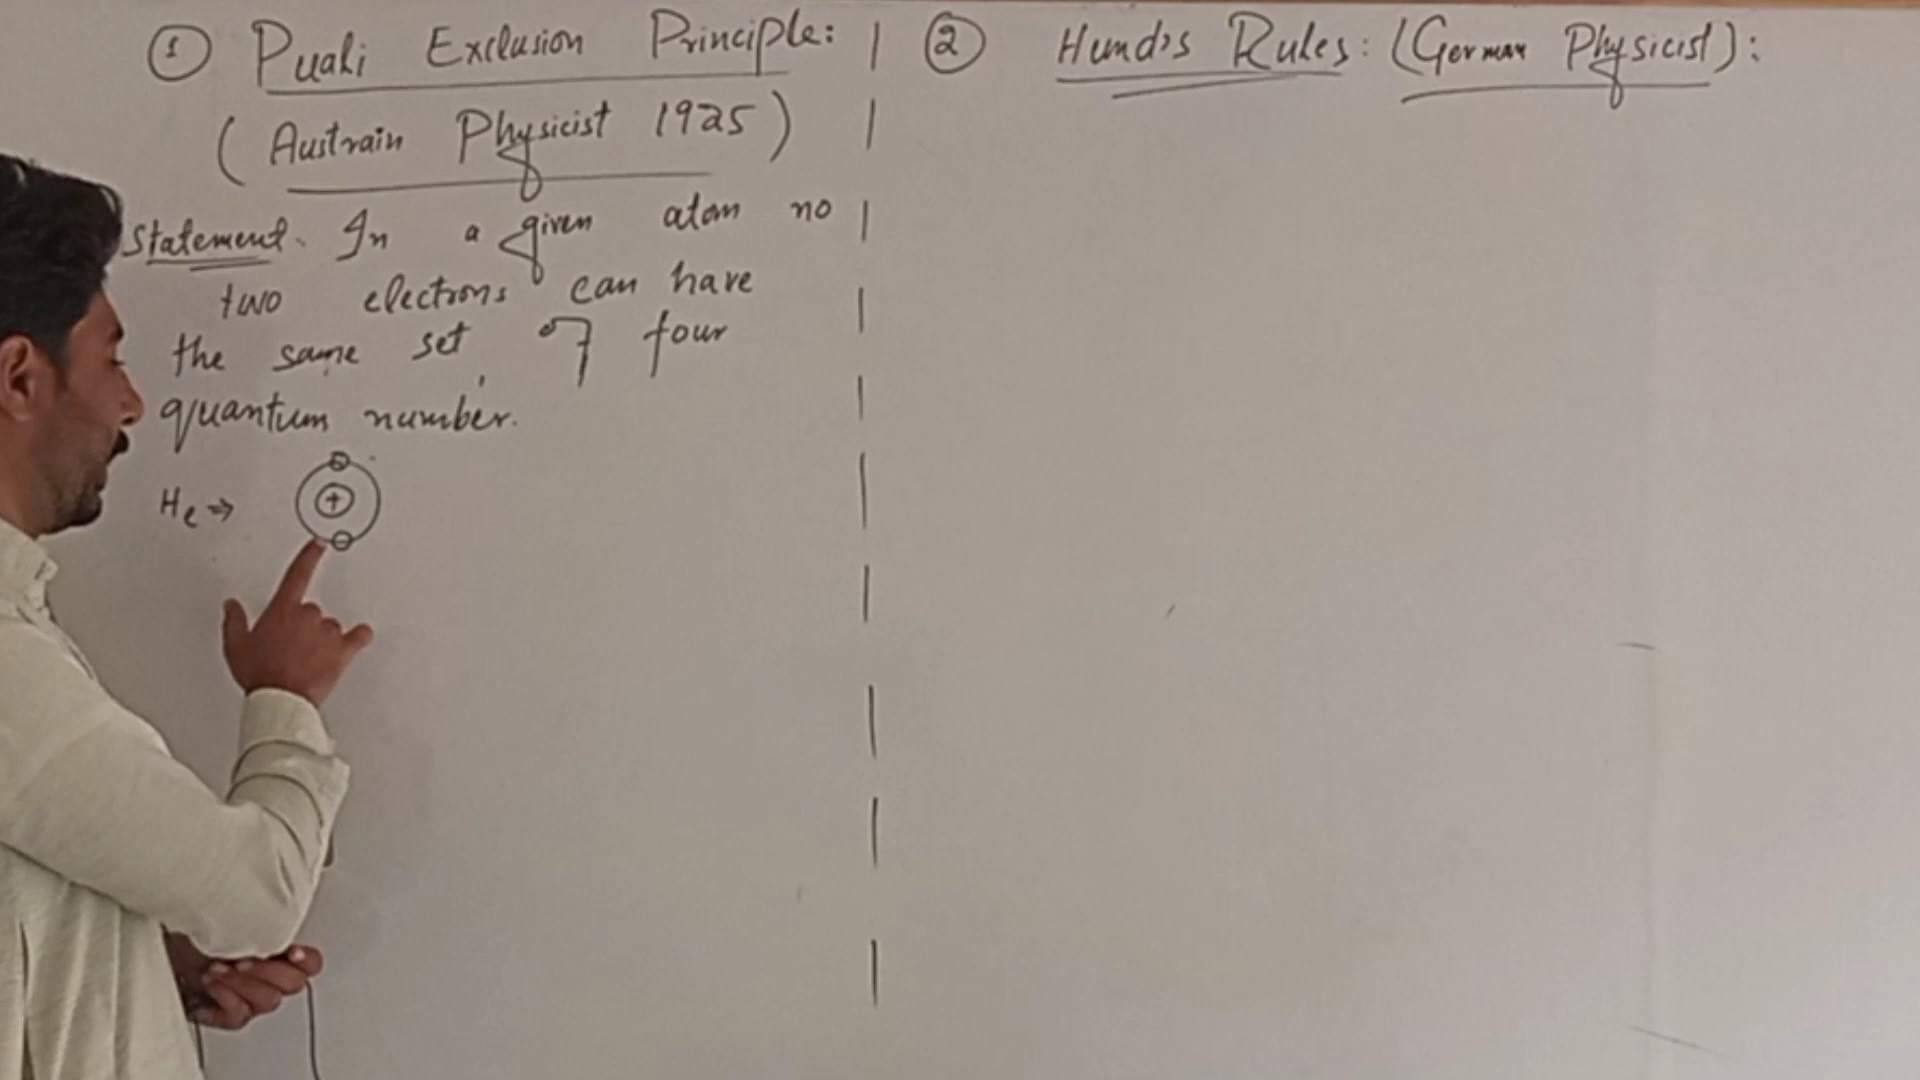 ① Puali Exclusion Principle:
(Austrain Physicist 1925)
Statement. In a given atom no
two electrons can have
the same set of four
quantum number.
He ⇒
+
② Hund's Rules: (German Physicist):